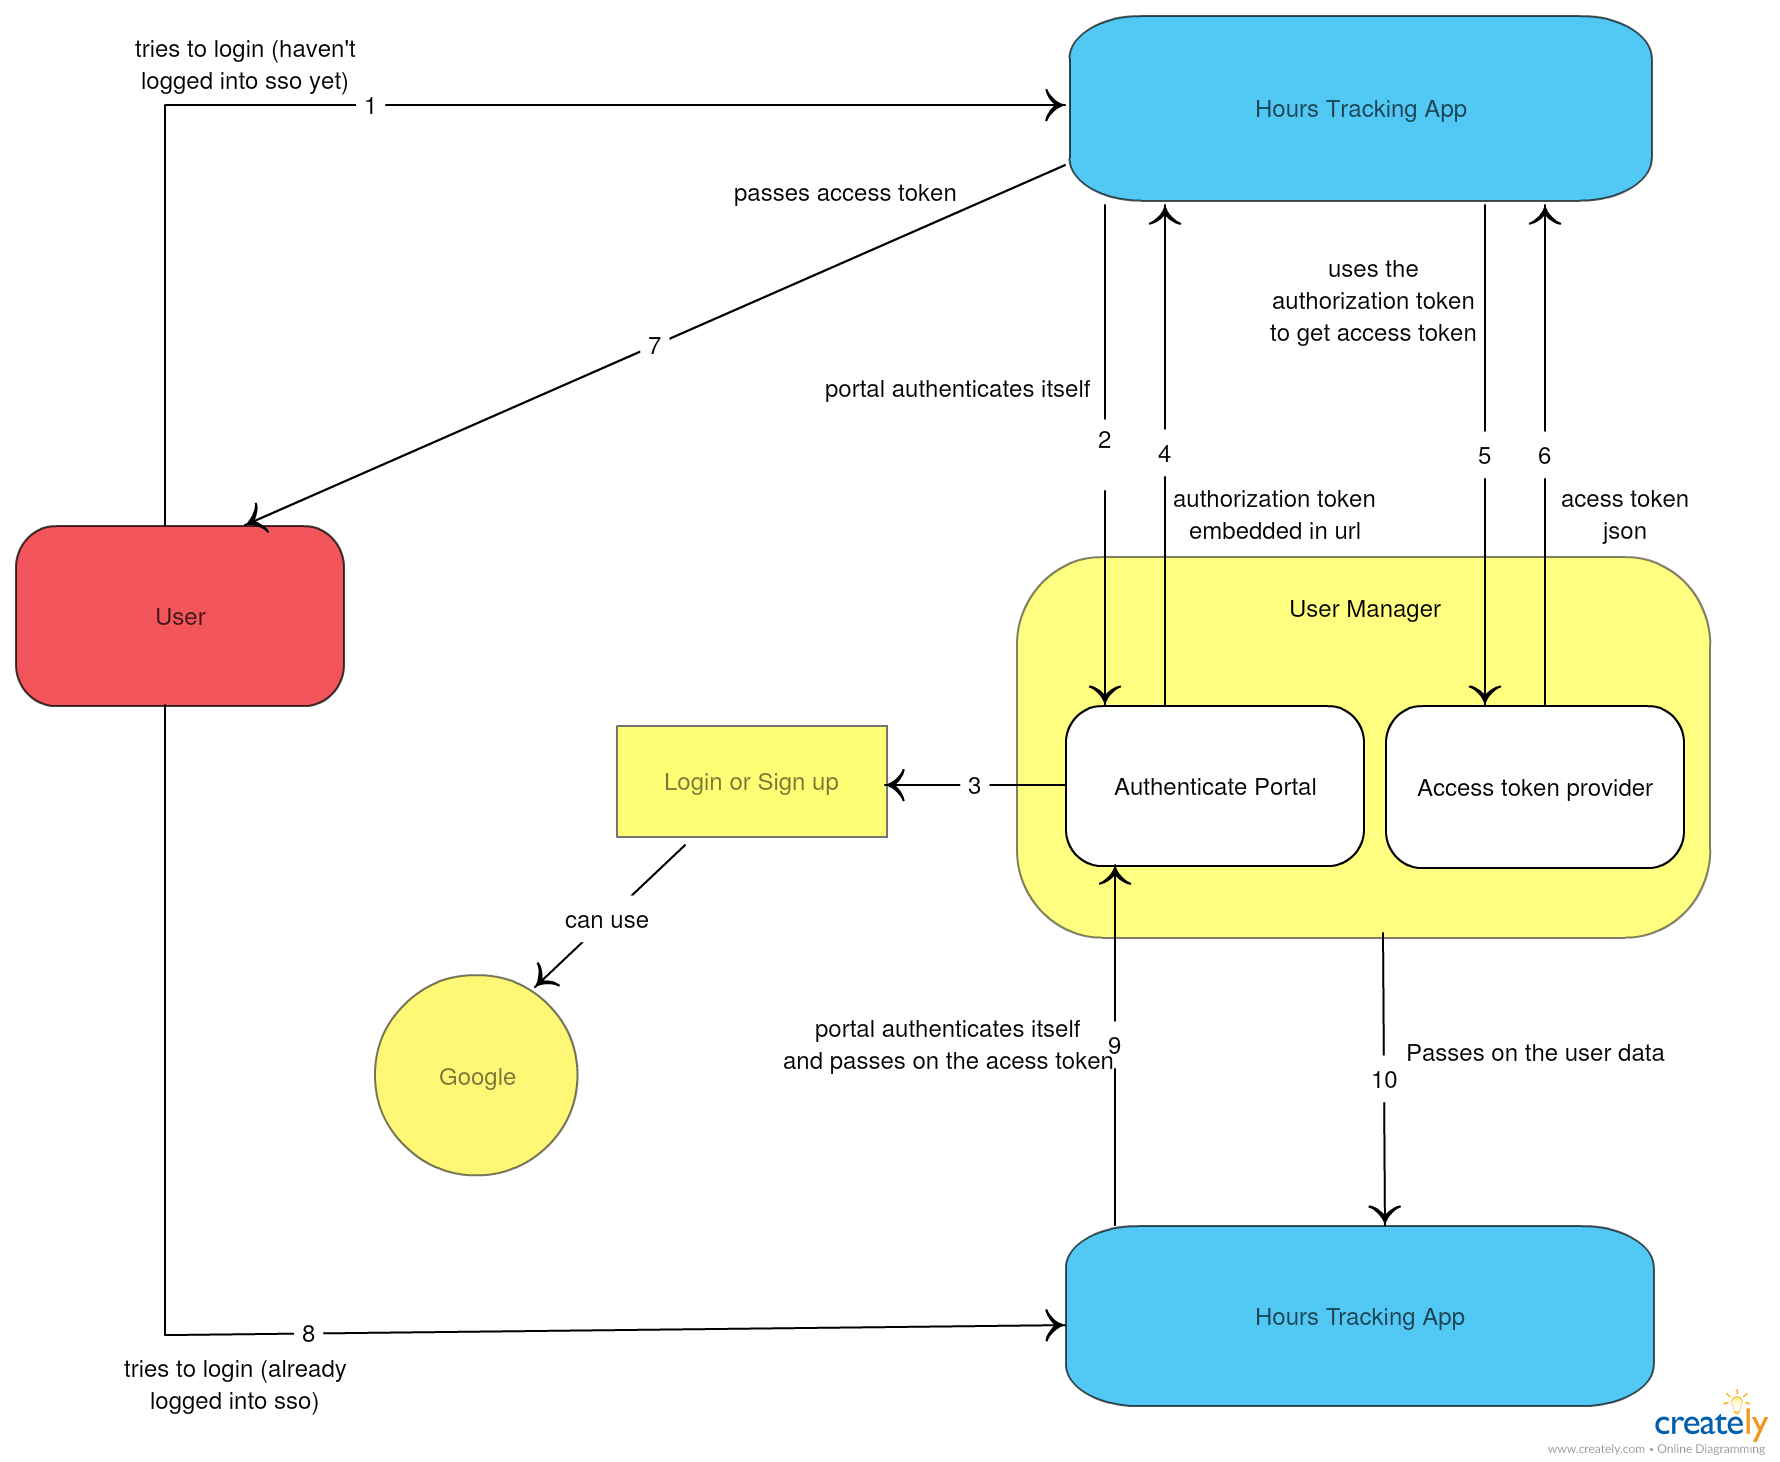 tries to login (haven't
logged into sso yet)
1
Hours Tracking App
passes access token
7
uses the
authorization token
to get access token
portal authenticates itself
2
4
5
6
authorization token
embedded in url
acess token
json
User
User Manager
Login or Sign up
3
Authenticate Portal
Access token provider
can use
Google
portal authenticates itself
and passes on the acess token
9
Passes on the user data
10
Hours Tracking App
8
tries to login (already
logged into sso)
creately
www.creately.com • Online Diagramming